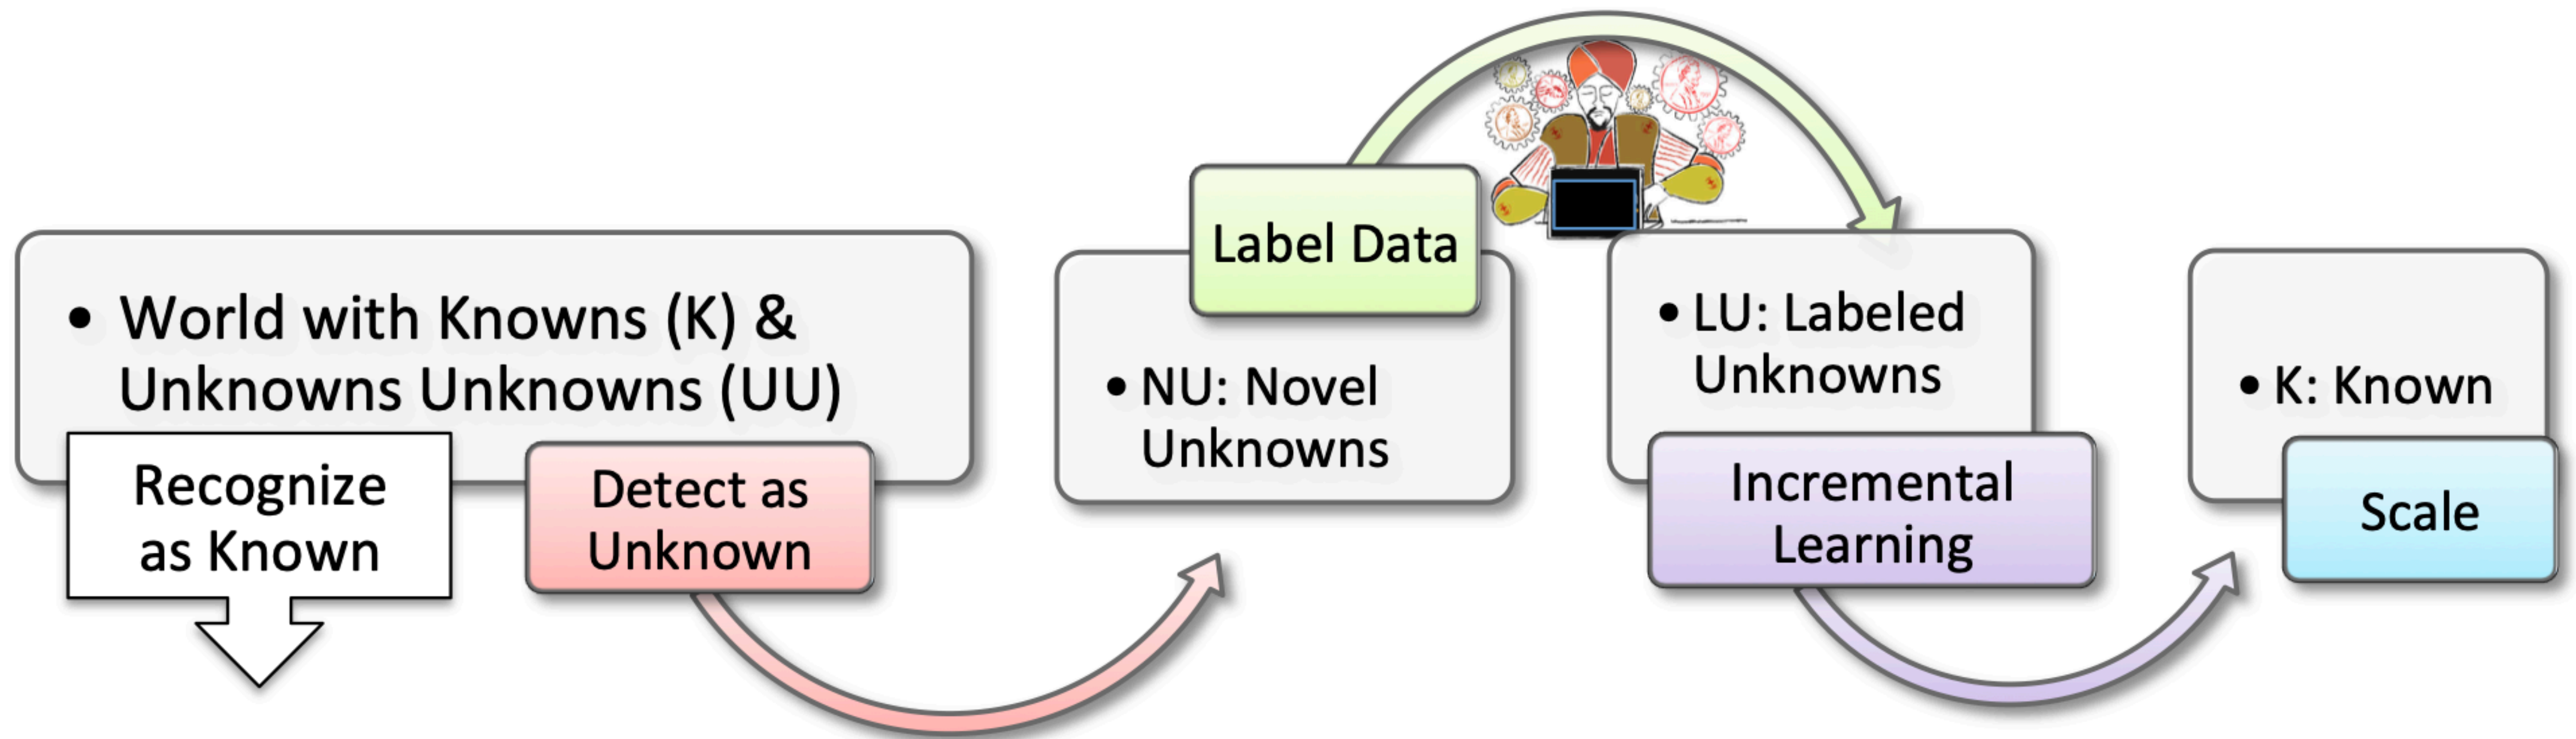 • World with Knowns (K) &
Unknowns Unknowns (UU)
Recognize
as Known
Detect as
Unknown
Label Data
• NU: Novel
Unknowns
• LU: Labeled
Unknowns
Incremental
Learning
• K: Known
Scale